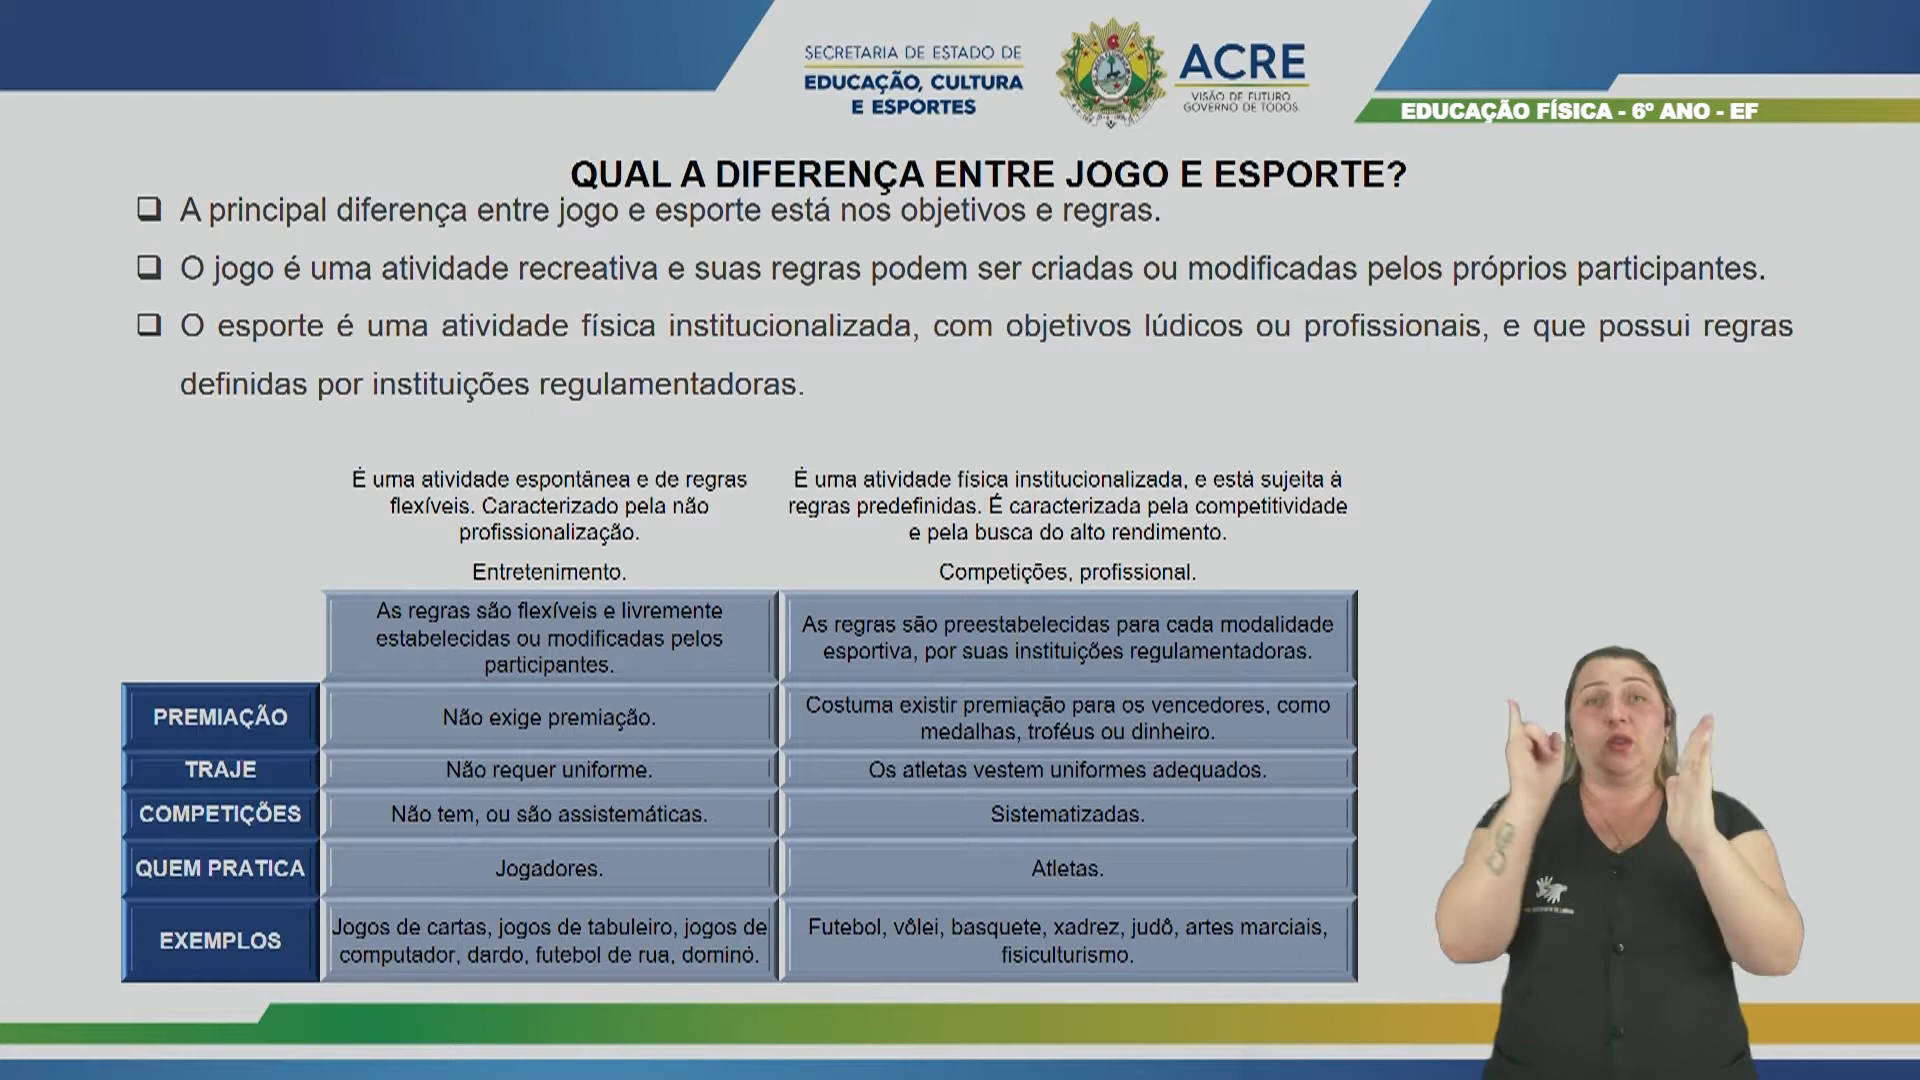 SECRETARIA DE ESTADO DE
EDUCAÇÃO, CULTURA
E ESPORTES
ACRE
VISÃO DE FUTURO
GOVERNO DE TODOS
EDUCAÇÃO FÍSICA - 6º ANO - EF
QUAL A DIFERENÇA ENTRE JOGO E ESPORTE?
A principal diferença entre jogo e esporte está nos objetivos e regras.
O jogo é uma atividade recreativa e suas regras podem ser criadas ou modificadas pelos próprios participantes.
O esporte é uma atividade física institucionalizada, com objetivos lúdicos ou profissionais, e que possui regras
definidas por instituições regulamentadoras.
É uma atividade espontânea e de regras
flexíveis. Caracterizado pela não
profissionalização.
É uma atividade física institucionalizada, e está sujeita à
regras predefinidas. É caracterizada pela competitividade
e pela busca do alto rendimento.
Entretenimento.
Competições, profissional.
As regras são flexíveis e livremente
estabelecidas ou modificadas pelos
participantes.
As regras são preestabelecidas para cada modalidade
esportiva, por suas instituições regulamentadoras.
PREMIAÇÃO
Não exige premiação.
Costuma existir premiação para os vencedores, como
medalhas, troféus ou dinheiro.
TRAJE
Não requer uniforme.
Os atletas vestem uniformes adequados.
COMPETIÇÕES
Não tem, ou são assistemáticas.
Sistematizadas.
QUEM PRATICA
Jogadores.
Atletas.
EXEMPLOS
Jogos de cartas, jogos de tabuleiro, jogos de
computador, dardo, futebol de rua, dominó.
Futebol, vôlei, basquete, xadrez, judô, artes marciais,
fisiculturismo.